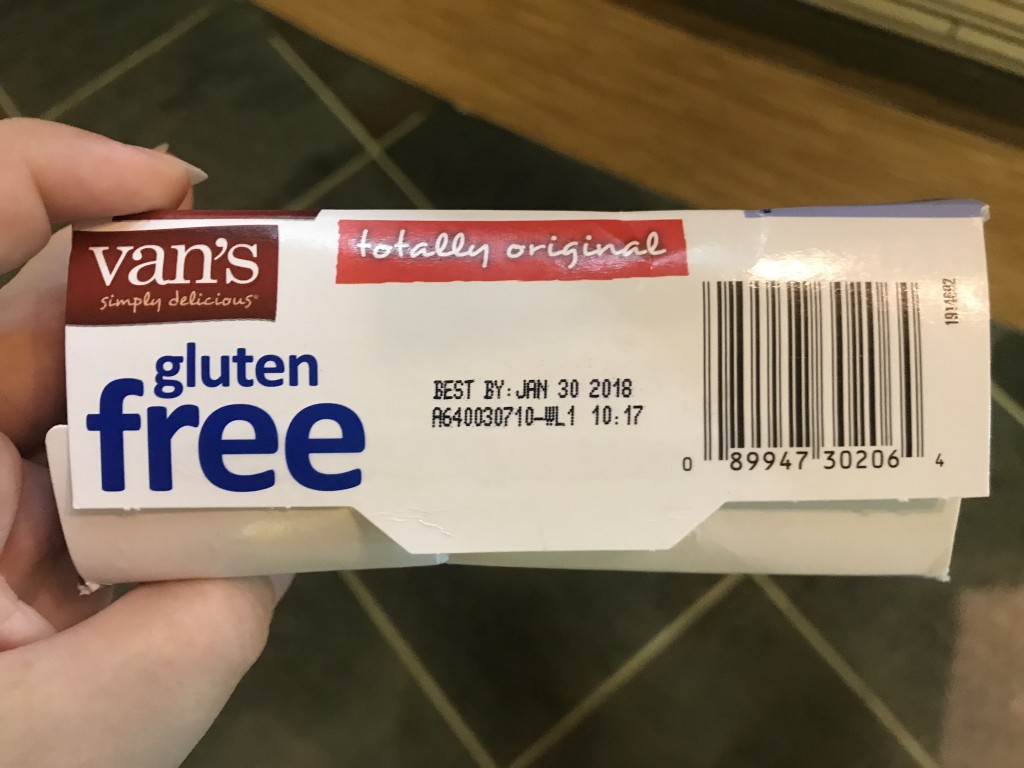 van's
simply delicious®
totally original
gluten
free
BEST BY:JAN 30 2018
A640030710-WL1 10:17
0 89947 30206 4
1914692